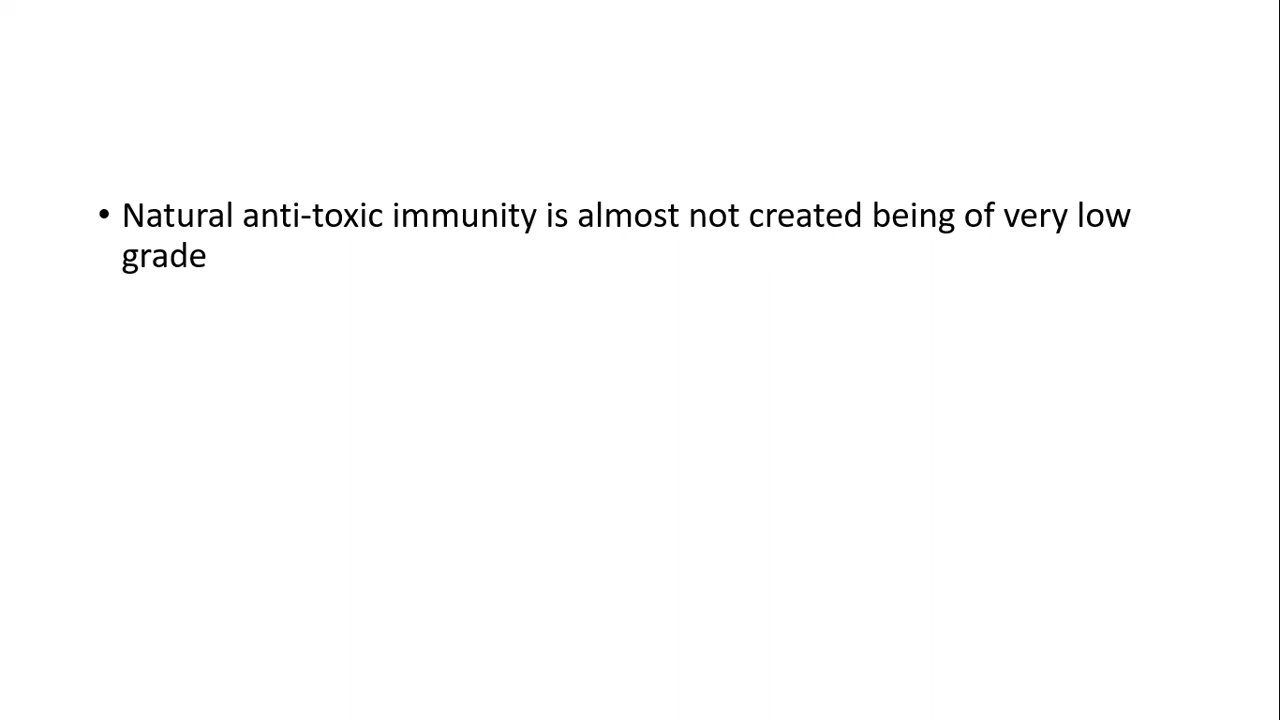 • Natural anti-toxic immunity is almost not created being of very low
grade